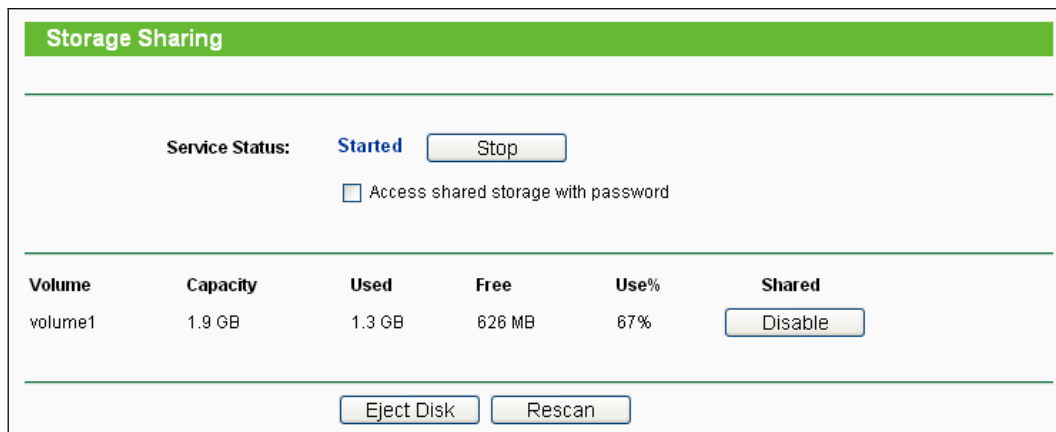 Storage Sharing
Service Status: Started Stop
Access shared storage with password
Volume Capacity Used Free Use% Shared
volume1 1.9 GB 1.3 GB 626 MB 67% Disable
Eject Disk Rescan